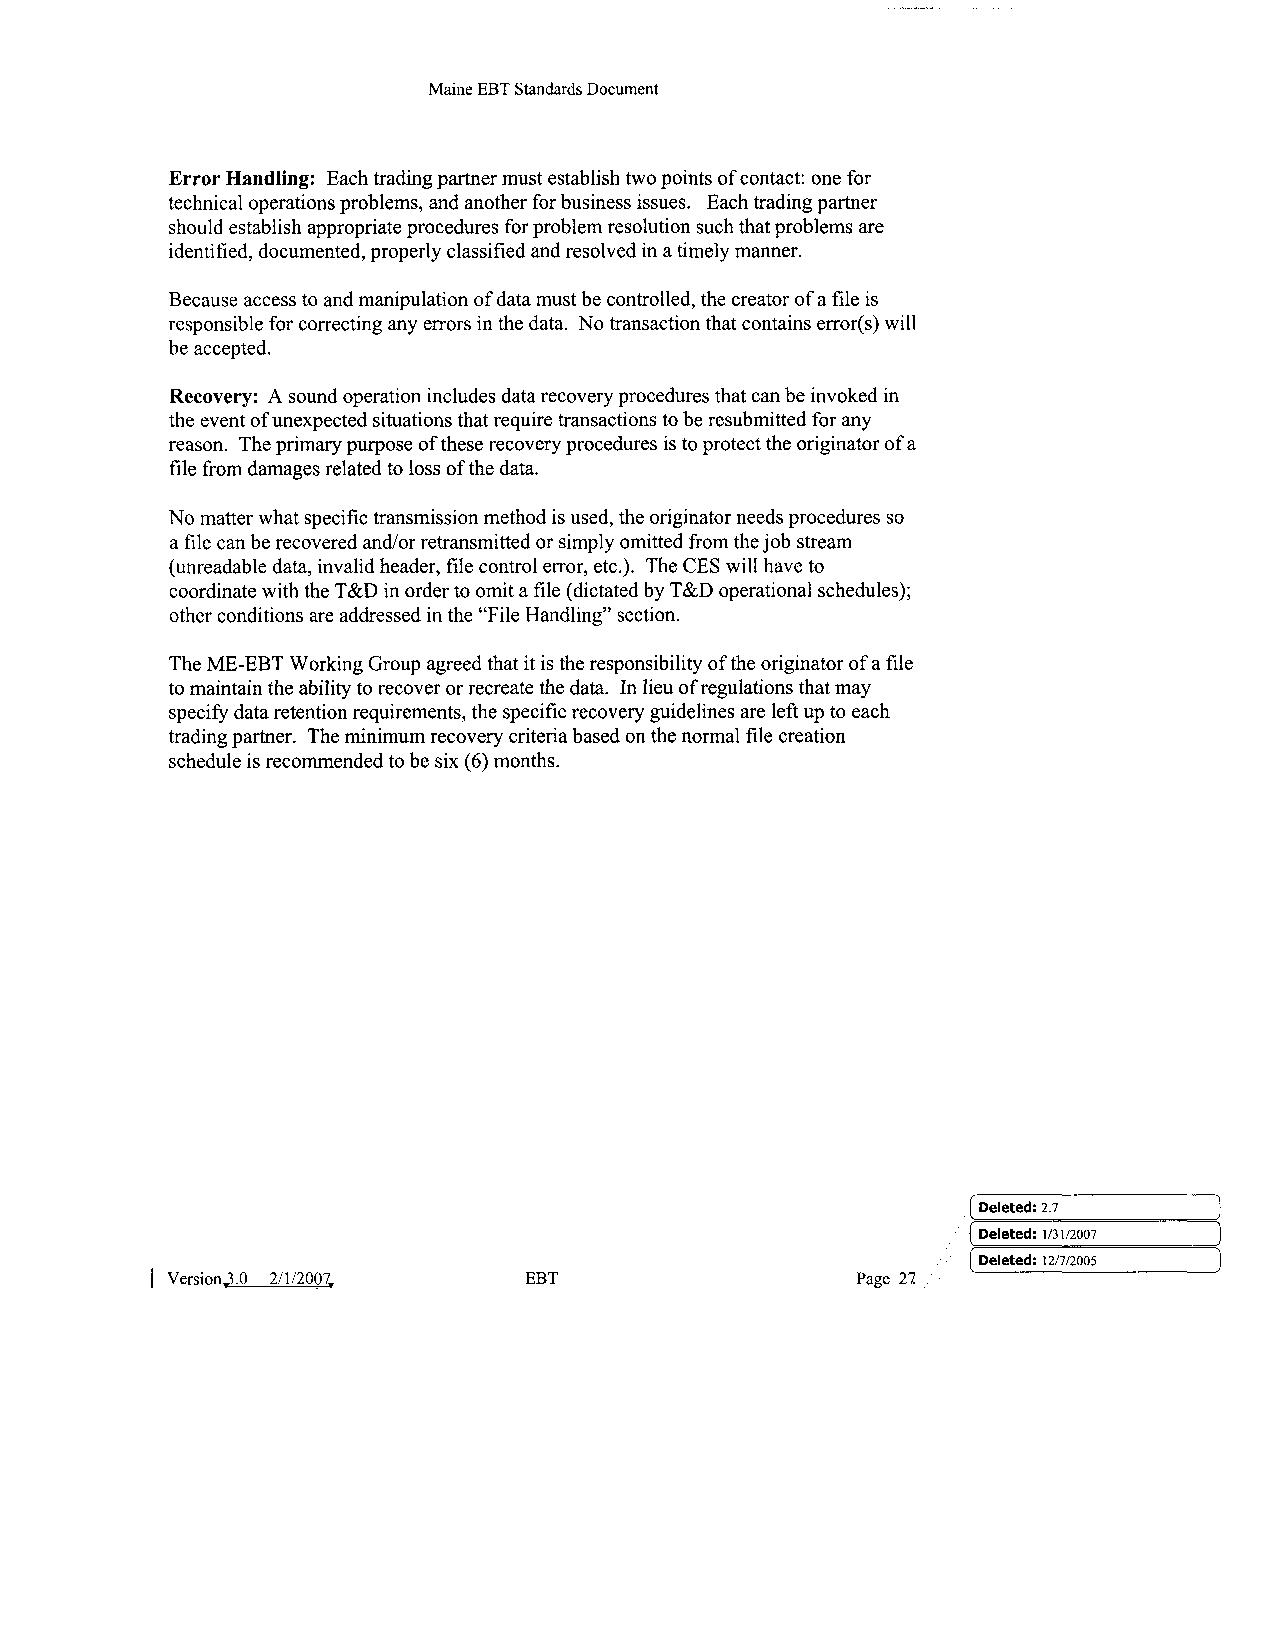 Maine EBT Standards Document
Error Handling: Each trading partner must establish two points of contact: one for
technical operations problems, and another for business issues. Each trading partner
should establish appropriate procedures for problem resolution such that problems are
identified, documented, properly classified and resolved in a timely manner.
Because access to and manipulation of data must be controlled, the creator of a file is
responsible for correcting any errors in the data. No transaction that contains error(s) will
be accepted.
Recovery: A sound operation includes data recovery procedures that can be invoked in
the event of unexpected situations that require transactions to be resubmitted for any
reason. The primary purpose of these recovery procedures is to protect the originator of a
file from damages related to loss of the data.
No matter what specific transmission method is used, the originator needs procedures so
a file can be recovered and/or retransmitted or simply omitted from the job stream
(unreadable data, invalid header, file control error, etc.). The CES will have to
coordinate with the T&D in order to omit a file (dictated by T&D operational schedules);
other conditions are addressed in the “File Handling” section.
The ME-EBT Working Group agreed that it is the responsibility of the originator of a file
to maintain the ability to recover or recreate the data. In lieu of regulations that may
specify data retention requirements, the specific recovery guidelines are left up to each
trading partner. The minimum recovery criteria based on the normal file creation
schedule is recommended to be six (6) months.
Deleted: 2.7
Deleted: 1/31/2007
Deleted: 12/7/2005
Version 3.0 2/1/2007 EBT Page 27